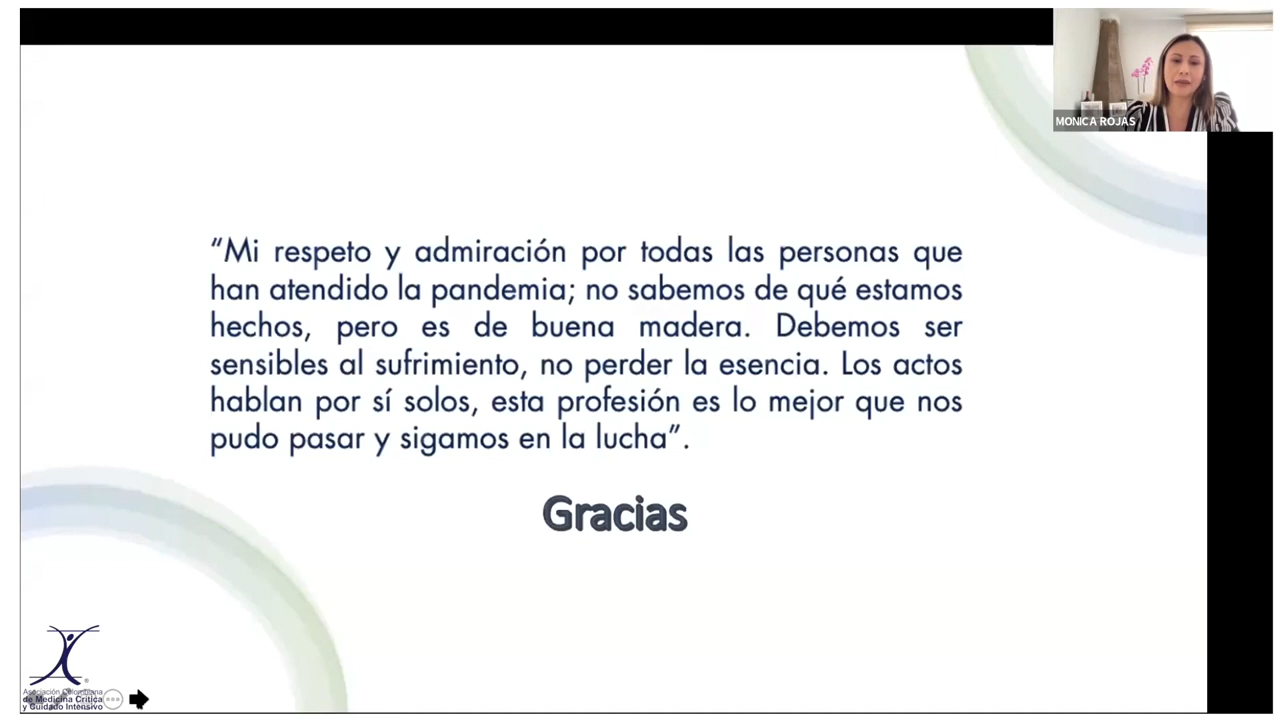 MONICA ROJAS
“Mi respeto y admiración por todas las personas que
han atendido la pandemia; no sabemos de qué estamos
hechos, pero es de buena madera. Debemos ser
sensibles al sufrimiento, no perder la esencia. Los actos
hablan por sí solos, esta profesión es lo mejor que nos
pudo pasar y sigamos en la lucha”.
Gracias
Asociación Colombiana
de Medicina Crítica
y Cuidado Intensivo